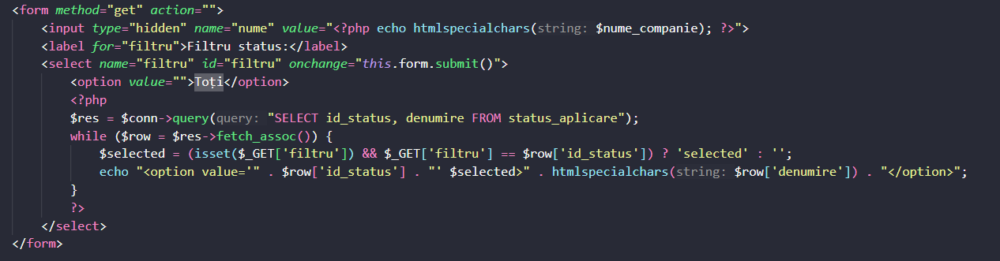 <form method="get" action="">
<input type="hidden" name="nume" value="<?php echo htmlspecialchars(string: $nume_companie); ?>">
<label for="filtru">Filtru status:</label>
<select name="filtru" id="filtru" onchange="this.form.submit()">
<option value="">Toți</option>
<?php
$res = $conn->query(query: "SELECT id_status, denumire FROM status_aplicare");
while ($row = $res->fetch_assoc()) {
$selected = (isset($_GET['filtru']) && $_GET['filtru'] == $row['id_status']) ? 'selected' : '';
echo "<option value='" . $row['id_status'] . "' $selected>" . htmlspecialchars(string: $row['denumire']) . "</option>";
}
?>
</select>
</form>